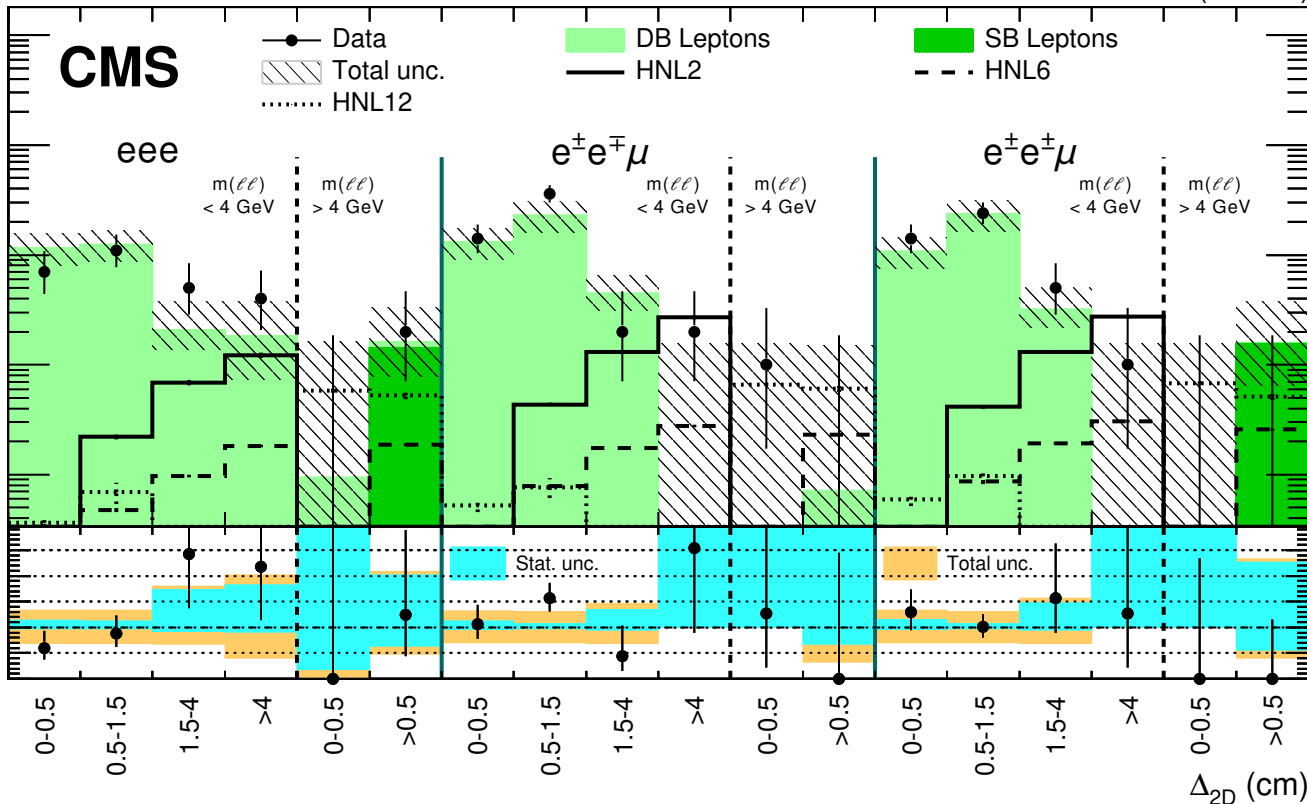 CMS
Data
DB Leptons
SB Leptons
Total unc.
HNL2
HNL6
HNL12
eee
e±e∓μ
e±e±μ
m(ℓℓ) < 4 GeV
m(ℓℓ) > 4 GeV
m(ℓℓ) < 4 GeV
m(ℓℓ) > 4 GeV
m(ℓℓ) < 4 GeV
m(ℓℓ) > 4 GeV
Stat. unc.
Total unc.
0-0.5
0.5-1.5
1.5-4
>4
0-0.5
>0.5
0-0.5
0.5-1.5
1.5-4
>4
0-0.5
>0.5
0-0.5
0.5-1.5
1.5-4
>4
0-0.5
>0.5
Δ2D (cm)